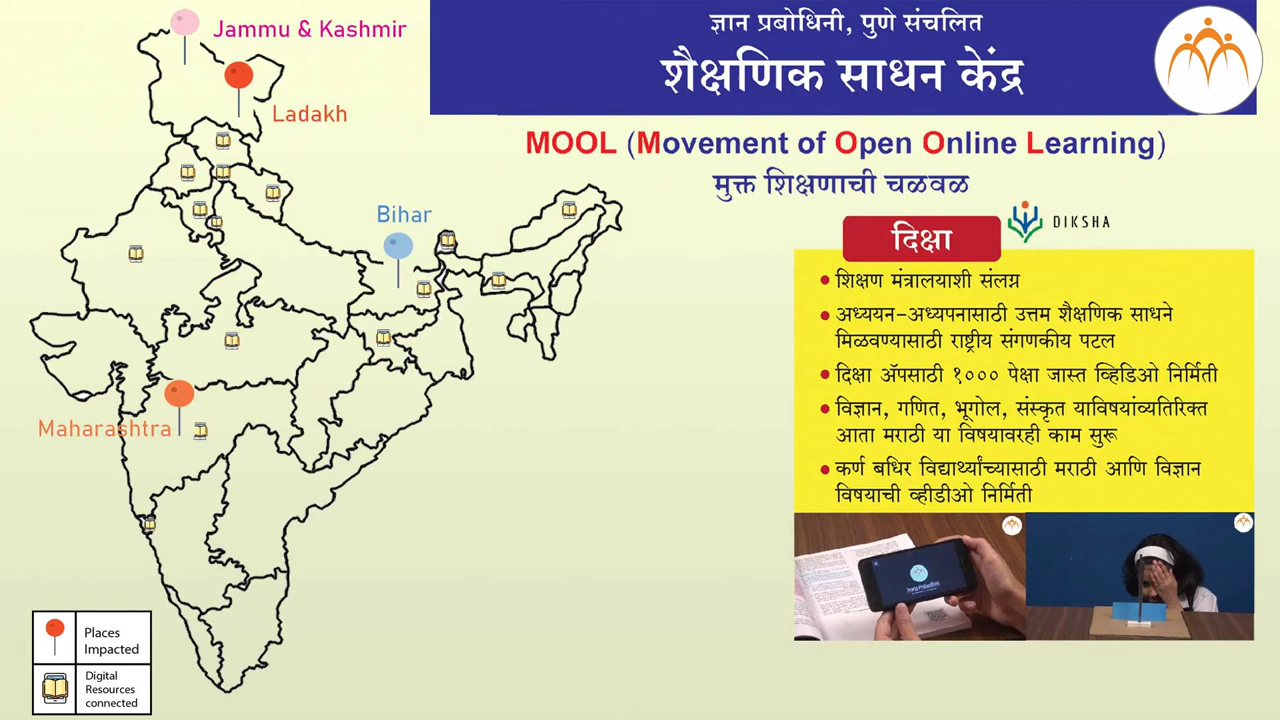 Jammu & Kashmir
Ladakh
Bihar
Maharashtra
Places
Impacted
Digital
Resources
connected
ज्ञान प्रबोधिनी, पुणे संचलित
शैक्षणिक साधन केंद्र
MOOL (Movement of Open Online Learning)
मुक्त शिक्षणाची चळवळ
दिक्षा
DIKSHA
शिक्षण मंत्रालयाशी संलग्न
अध्ययन-अध्यपनासाठी उत्तम शैक्षणिक साधने
मिळवण्यासाठी राष्ट्रीय संगणकीय पटल
दिक्षा ॲपसाठी १००० पेक्षा जास्त व्हिडिओ निर्मिती
विज्ञान, गणित, भूगोल, संस्कृत याविषयांव्यतिरिक्त
आता मराठी या विषयावरही काम सुरू
कर्ण बधिर विद्यार्थ्यांच्यासाठी मराठी आणि विज्ञान
विषयाची व्हीडीओ निर्मिती
Jnana Prabodhini